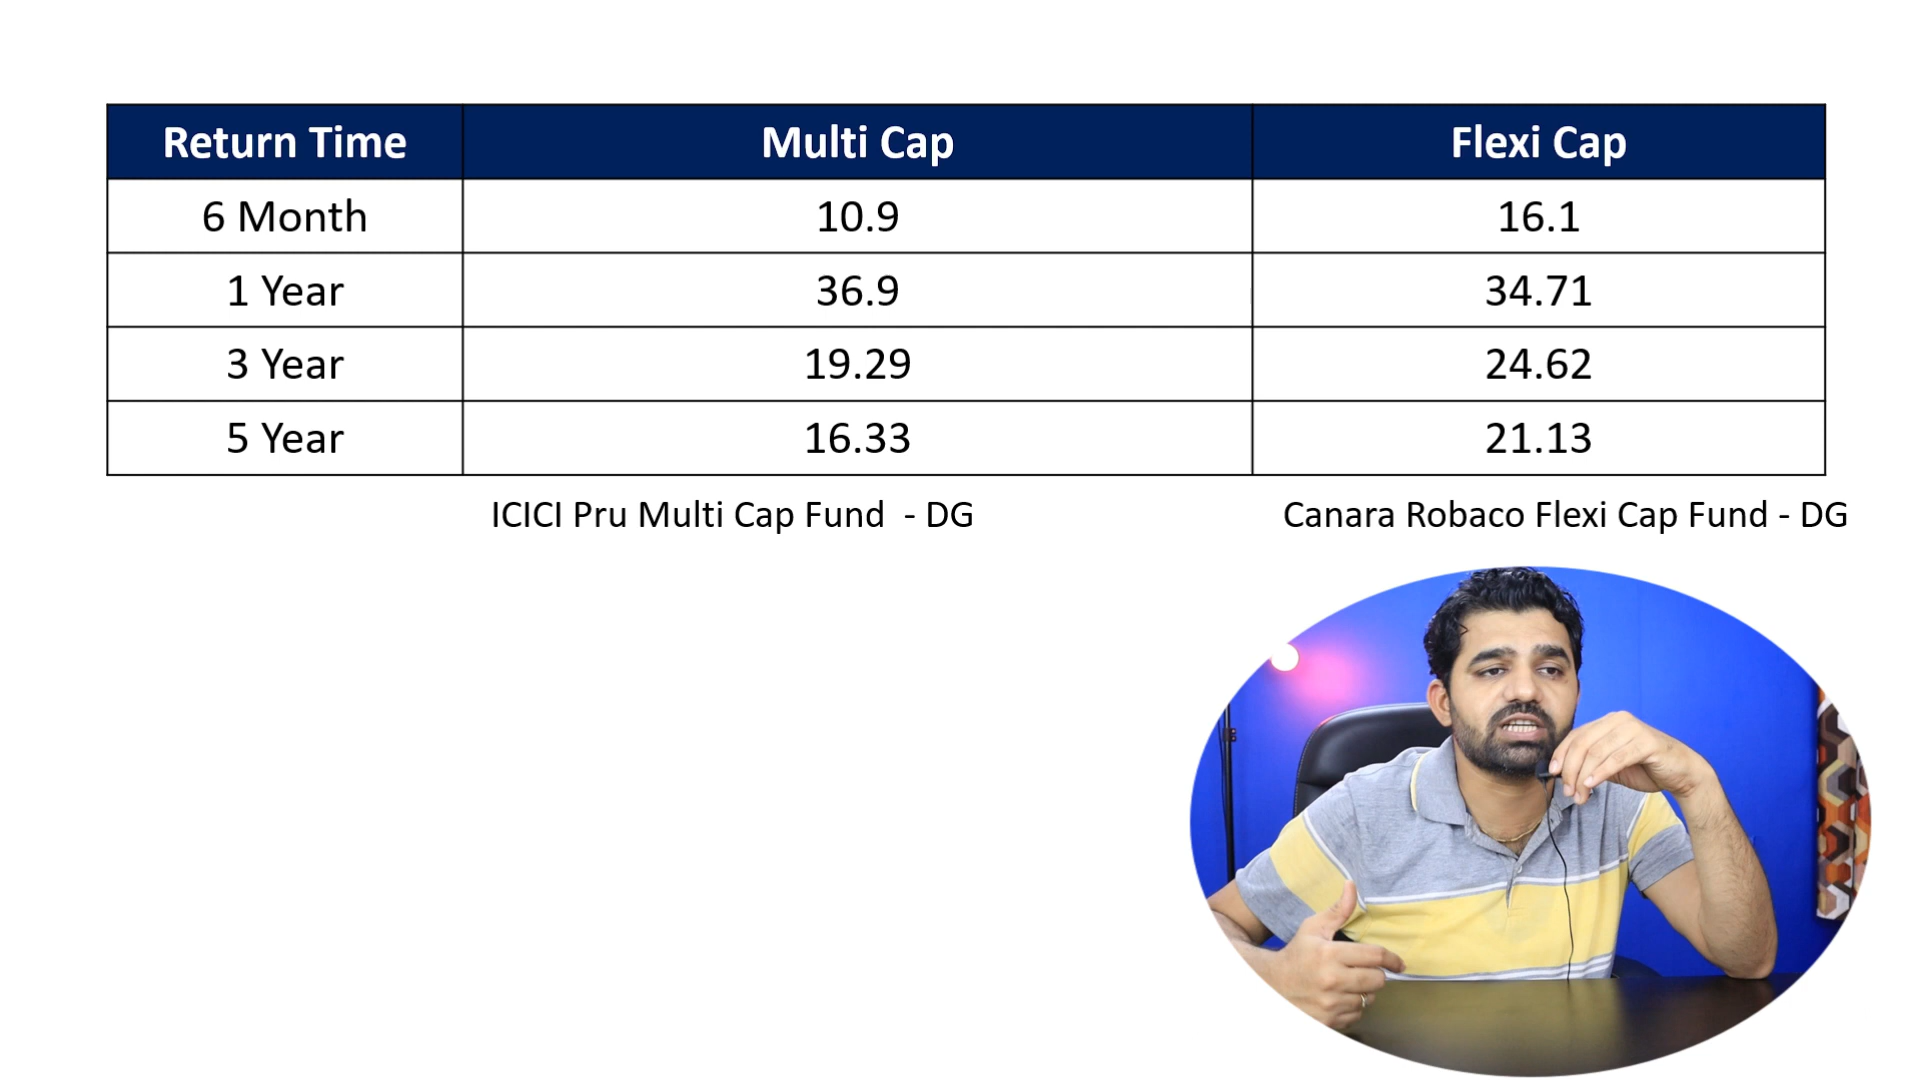 Return Time Multi Cap Flexi Cap
6 Month 10.9 16.1
1 Year 36.9 34.71
3 Year 19.29 24.62
5 Year 16.33 21.13
ICICI Pru Multi Cap Fund - DG Canara Robaco Flexi Cap Fund - DG